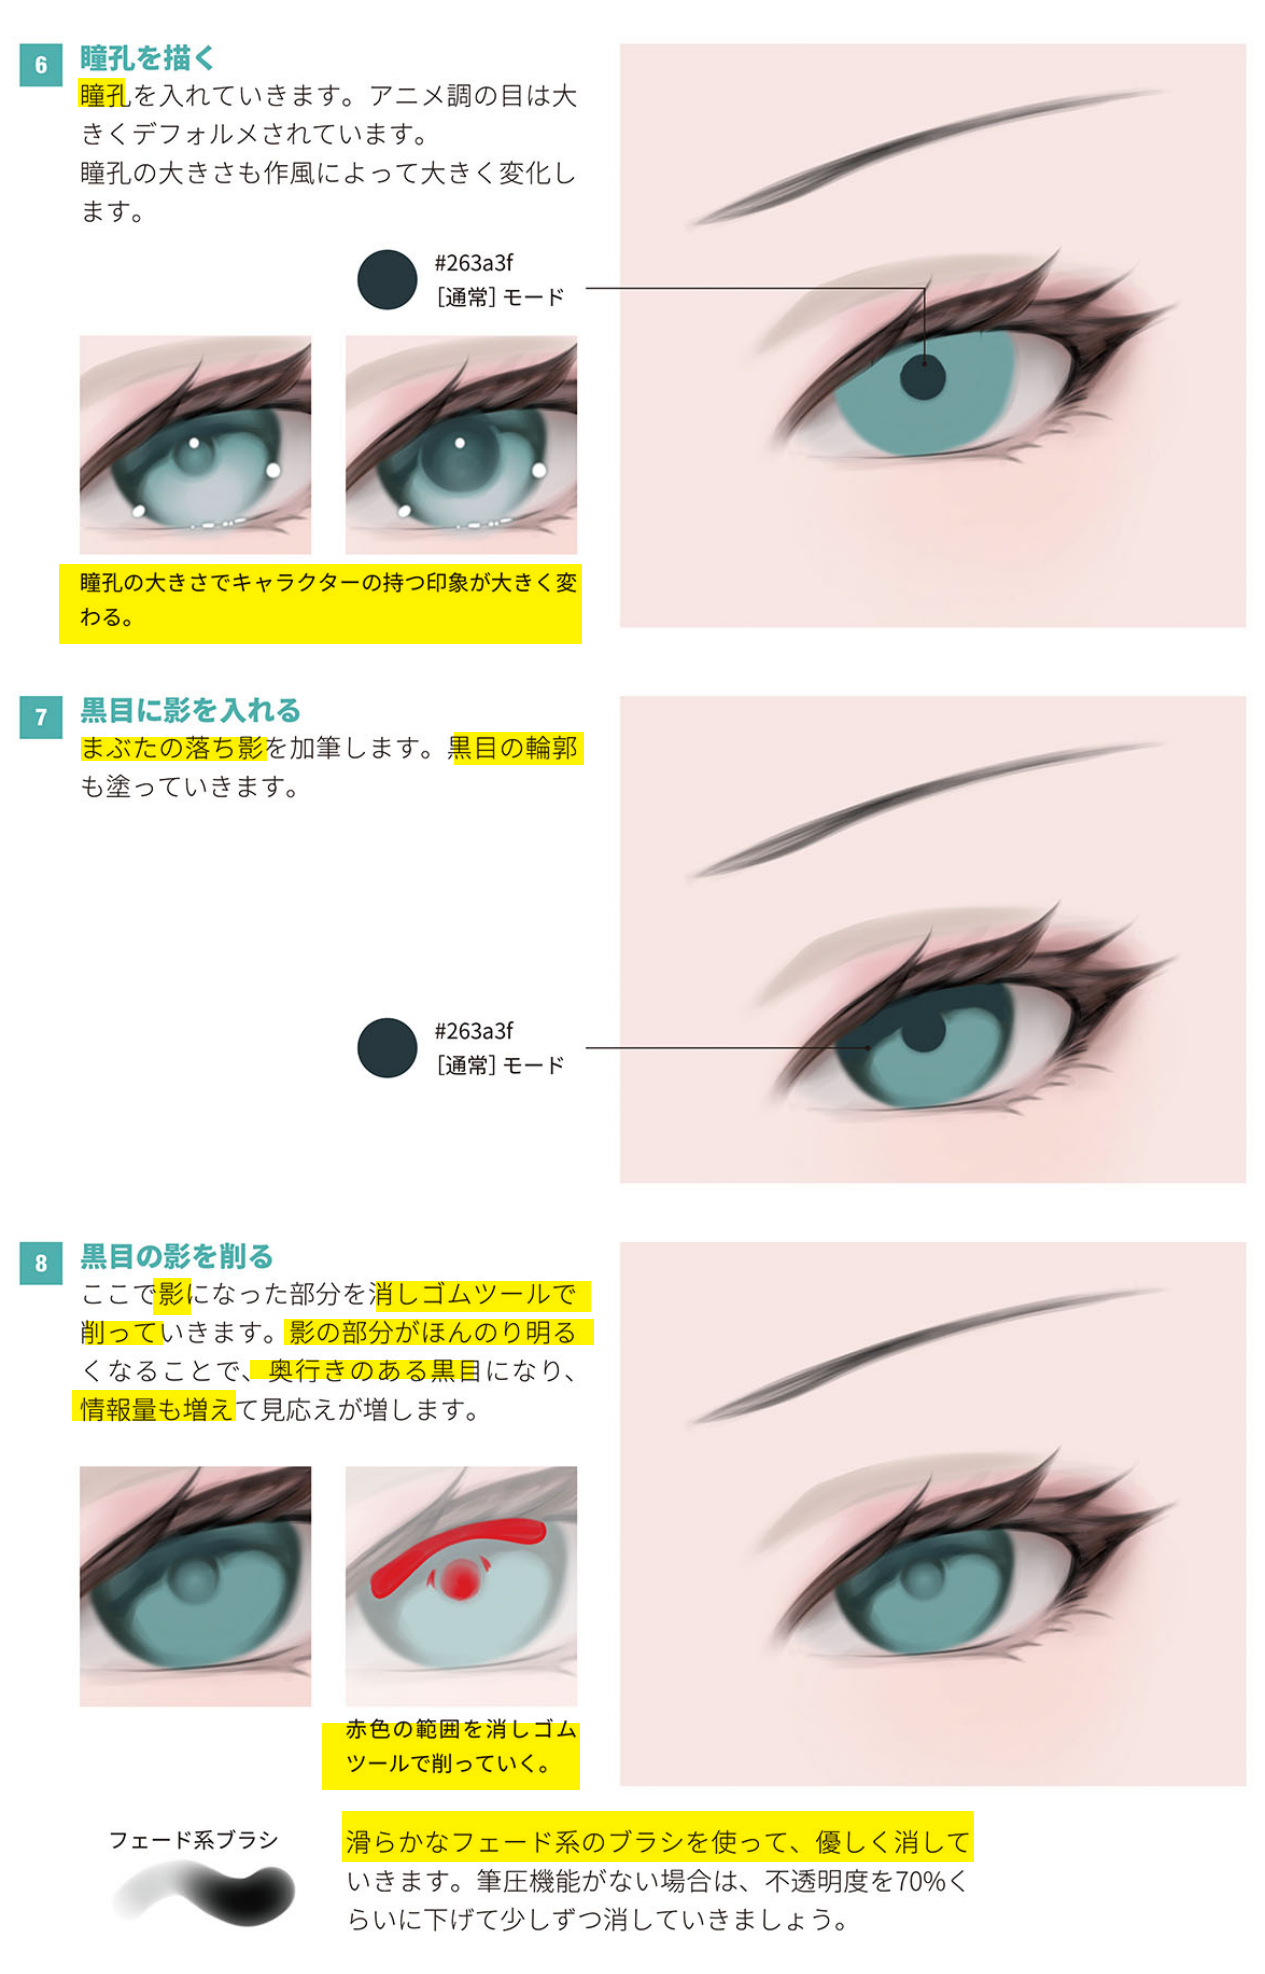 6 瞳孔を描く
瞳孔を入れていきます。アニメ調の目は大
きくデフォルメされています。
瞳孔の大きさも作風によって大きく変化し
ます。
#263a3f
[通常] モード
瞳孔の大きさでキャラクターの持つ印象が大きく変
わる。
7 黒目に影を入れる
まぶたの落ち影を加筆します。黒目の輪郭
も塗っていきます。
#263a3f
[通常] モード
8 黒目の影を削る
ここで影になった部分を消しゴムツールで
削っていきます。影の部分がほんのり明る
くなることで、奥行きのある黒目になり、
情報量も増えて見応えが増します。
赤色の範囲を消しゴム
ツールで削っていく。
フェード系ブラシ
滑らかなフェード系のブラシを使って、優しく消して
いきます。筆圧機能がない場合は、不透明度を70%く
らいに下げて少しずつ消していきましょう。